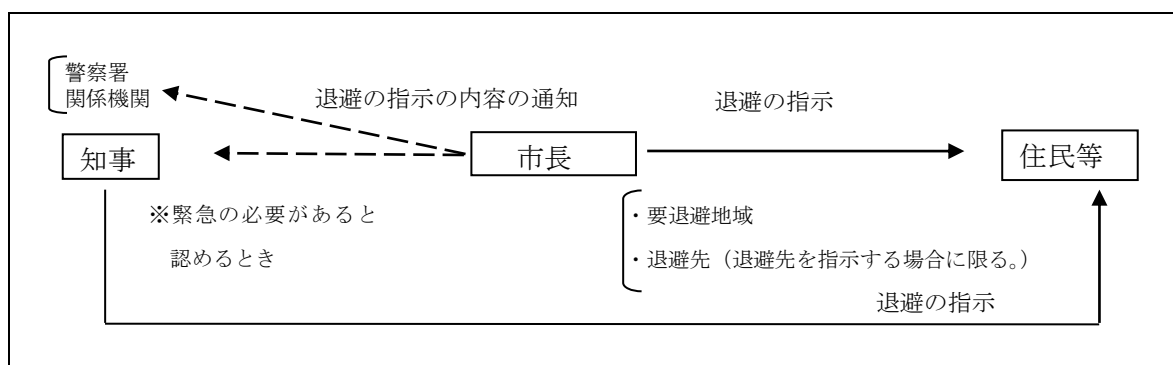 警察署
関係機関
退避の指示の内容の通知
退避の指示
知事
市長
住民等
※緊急の必要があると
認めるとき
・要退避地域
・退避先（退避先を指示する場合に限る。）
退避の指示